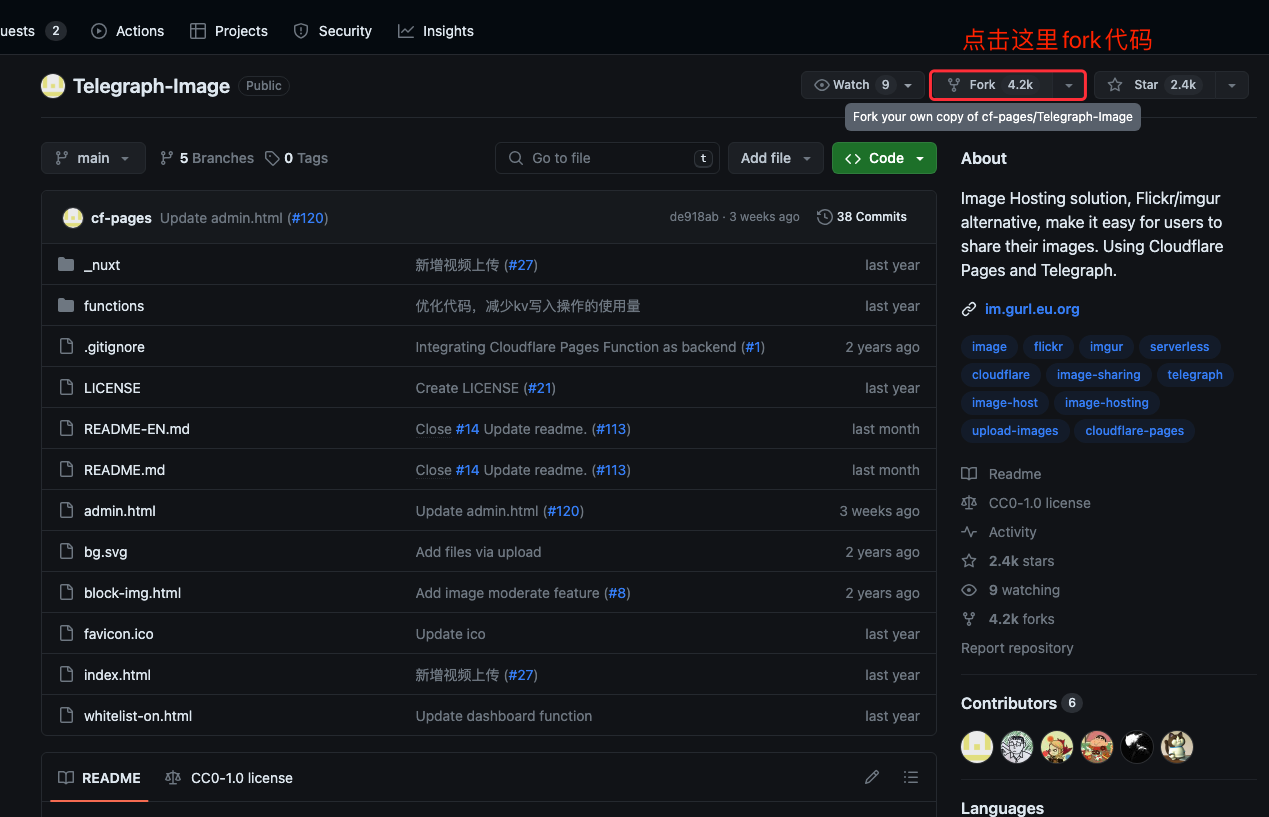 uests 2 Actions Projects Security Insights
点击这里fork代码
Telegraph-Image Public Watch 9 Fork 4.2k Star 2.4k
Fork your own copy of cf-pages/Telegraph-Image
main 5 Branches 0 Tags Go to file t Add file Code
cf-pages Update admin.html (#120) de918ab · 3 weeks ago 38 Commits
_nuxt 新增视频上传 (#27) last year
functions 优化代码，减少kv写入操作的使用量 last year
.gitignore Integrating Cloudflare Pages Function as backend (#1) 2 years ago
LICENSE Create LICENSE (#21) last year
README-EN.md Close #14 Update readme. (#113) last month
README.md Close #14 Update readme. (#113) last month
admin.html Update admin.html (#120) 3 weeks ago
bg.svg Add files via upload 2 years ago
block-img.html Add image moderate feature (#8) 2 years ago
favicon.ico Update ico last year
index.html 新增视频上传 (#27) last year
whitelist-on.html Update dashboard function last year
README CC0-1.0 license
About
Image Hosting solution, Flickr/imgur
alternative, make it easy for users to
share their images. Using Cloudflare
Pages and Telegraph.
im.gurl.eu.org
image flickr imgur serverless
cloudflare image-sharing telegraph
image-host image-hosting
upload-images cloudflare-pages
Readme
CC0-1.0 license
Activity
2.4k stars
9 watching
4.2k forks
Report repository
Contributors 6
Languages